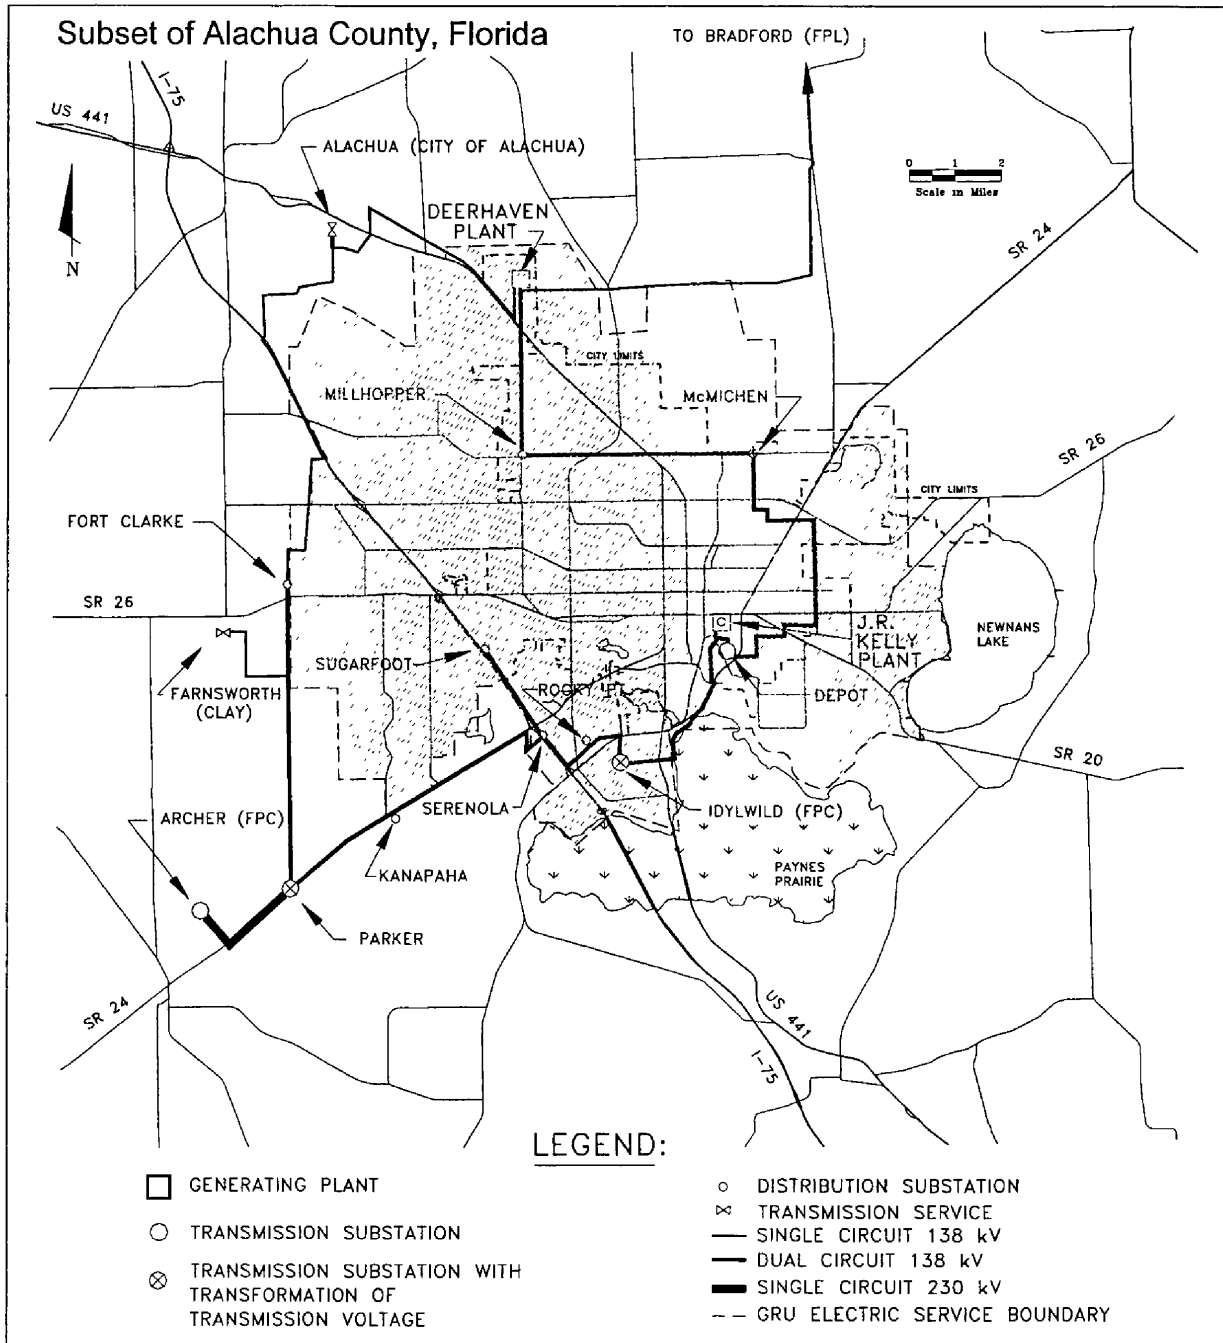 Subset of Alachua County, Florida
TO BRADFORD (FPL)
I-75
US 441
ALACHUA (CITY OF ALACHUA)
0 1 2
Scale in Miles
DEERHAVEN
PLANT
SR 24
N
CITY LIMITS
MILLHOPPER
McMICHEN
SR 26
CITY LIMITS
FORT CLARKE
SR 26
C
J.R.
KELLY
PLANT
NEWNANS
LAKE
SUGARFOOT
ROCKY PT.
DEPOT
FARNSWORTH
(CLAY)
SR 20
ARCHER (FPC)
SERENOLA
IDYLWILD (FPC)
KANAPAHA
PAYNES
PRAIRIE
PARKER
SR 24
US 441
I-75
LEGEND:
GENERATING PLANT
TRANSMISSION SUBSTATION
TRANSMISSION SUBSTATION WITH
TRANSFORMATION OF
TRANSMISSION VOLTAGE
DISTRIBUTION SUBSTATION
TRANSMISSION SERVICE
SINGLE CIRCUIT 138 kV
DUAL CIRCUIT 138 kV
SINGLE CIRCUIT 230 kV
GRU ELECTRIC SERVICE BOUNDARY